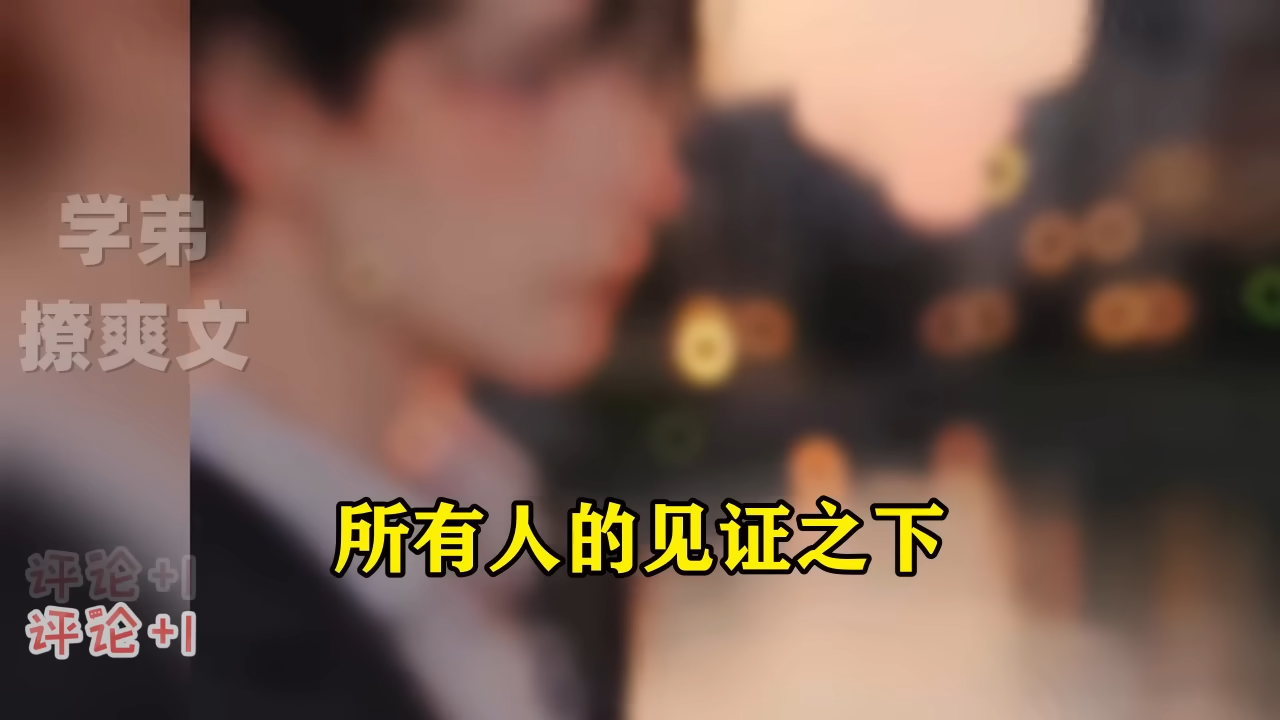 学弟
撩爽文
所有人的见证之下
评论+1
评论+1